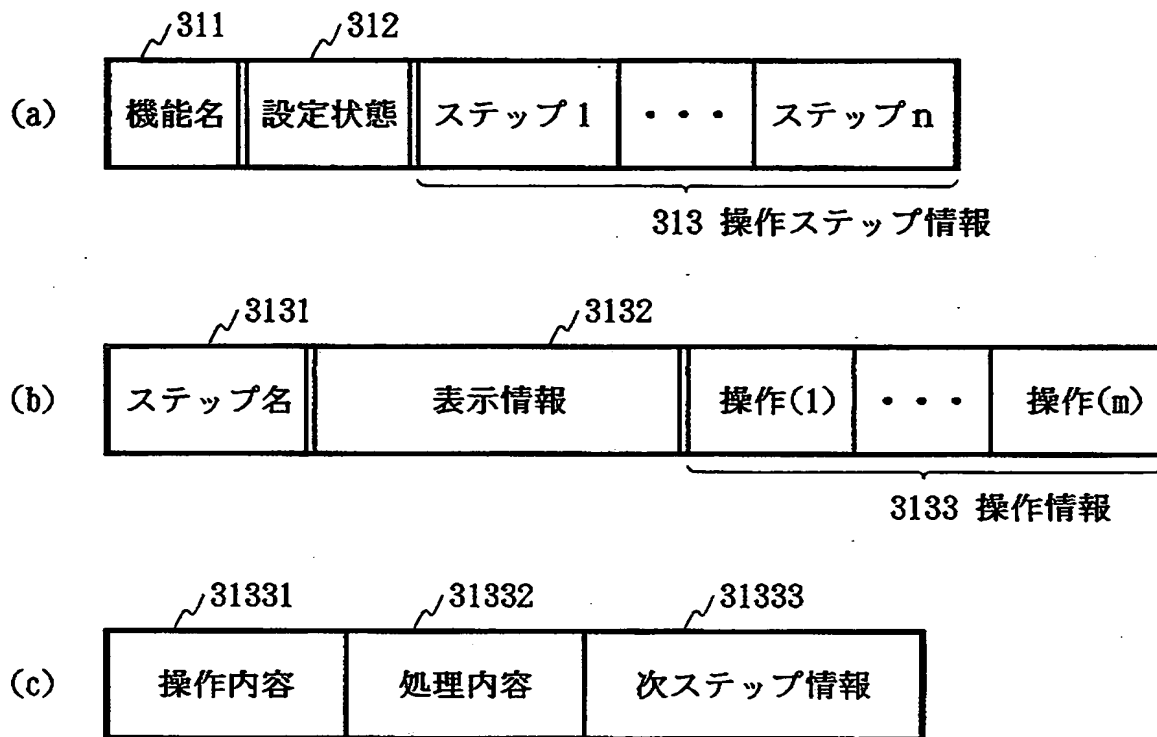 311 312
(a) 機能名 設定状態 ステップ1 ・・・ ステップn
313 操作ステップ情報
3131 3132
(b) ステップ名 表示情報 操作(1) ・・・ 操作(m)
3133 操作情報
31331 31332 31333
(c) 操作内容 処理内容 次ステップ情報